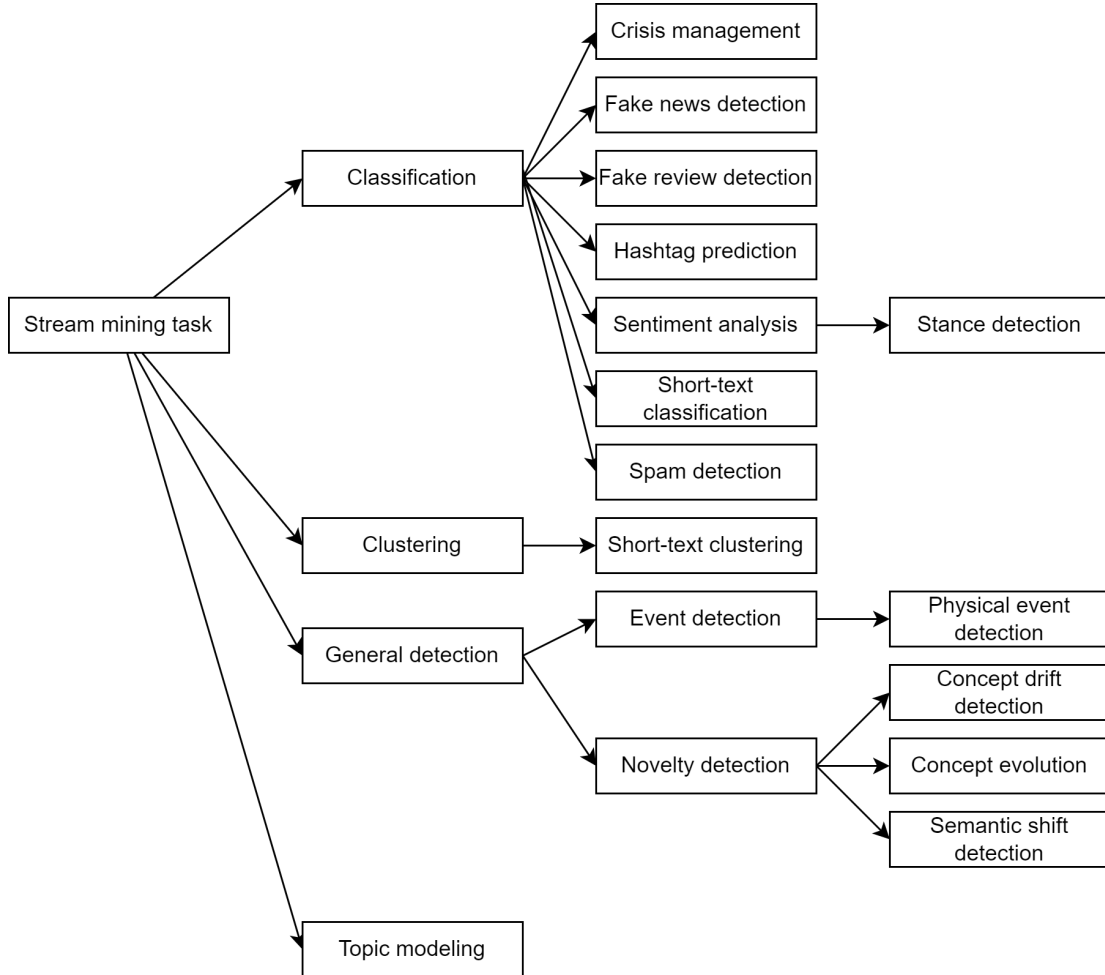 Crisis management
Fake news detection
Classification
Fake review detection
Hashtag prediction
Stream mining task
Sentiment analysis
Stance detection
Short-text
classification
Spam detection
Clustering
Short-text clustering
Event detection
Physical event
detection
General detection
Concept drift
detection
Novelty detection
Concept evolution
Semantic shift
detection
Topic modeling